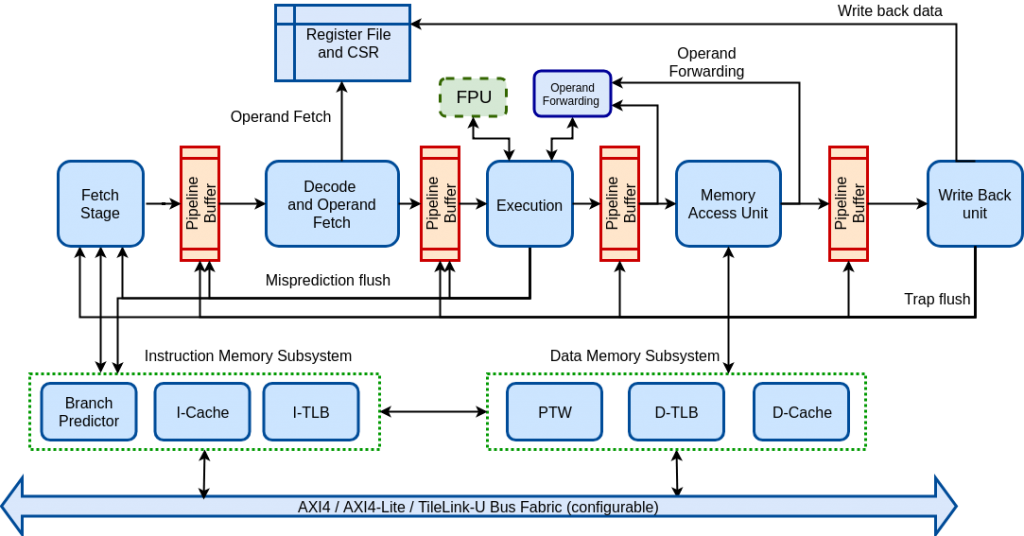 Write back data
Register File
and CSR
Operand
Forwarding
FPU
Operand
Forwarding
Operand Fetch
Fetch
Stage
Pipeline
Buffer
Decode
and Operand
Fetch
Pipeline
Buffer
Execution
Pipeline
Buffer
Memory
Access Unit
Pipeline
Buffer
Write Back
unit
Misprediction flush
Trap flush
Instruction Memory Subsystem
Data Memory Subsystem
Branch
Predictor
I-Cache
I-TLB
PTW
D-TLB
D-Cache
AXI4 / AXI4-Lite / TileLink-U Bus Fabric (configurable)